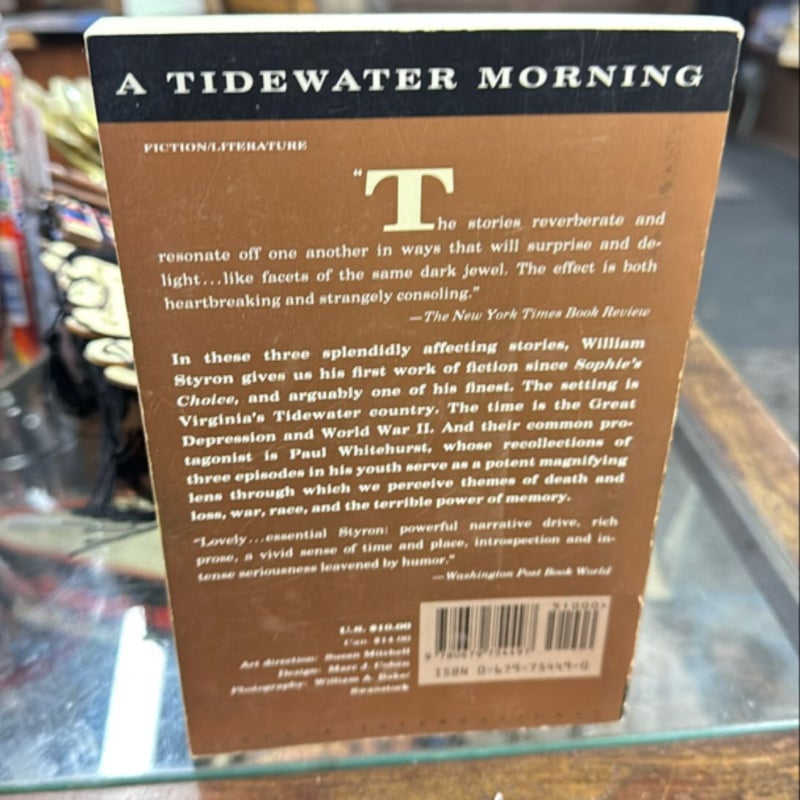 A TIDEWATER MORNING
FICTION/LITERATURE
"The stories reverberate and
resonate off one another in ways that will surprise and de-
light...like facets of the same dark jewel. The effect is both
heartbreaking and strangely consoling."
—The New York Times Book Review
In these three splendidly affecting stories, William
Styron gives us his first work of fiction since Sophie's
Choice, and arguably one of his finest. The setting is
Virginia's Tidewater country. The time is the Great
Depression and World War II. And their common pro-
tagonist is Paul Whitehurst, whose recollections of
three episodes in his youth serve as a potent magnifying
lens through which we perceive themes of death and
loss, war, race, and the terrible power of memory.
"Lovely...essential Styron: powerful narrative drive, rich
prose, a vivid sense of time and place, introspection and in-
tense seriousness leavened by humor."
—Washington Post Book World
U.S. $10.00
Can. $14.00
Art direction: Susan Mitchell
Design: Marc J. Cohen
Photography: William A.
51000>
9 780679 754497
ISBN 0-679-75449-0